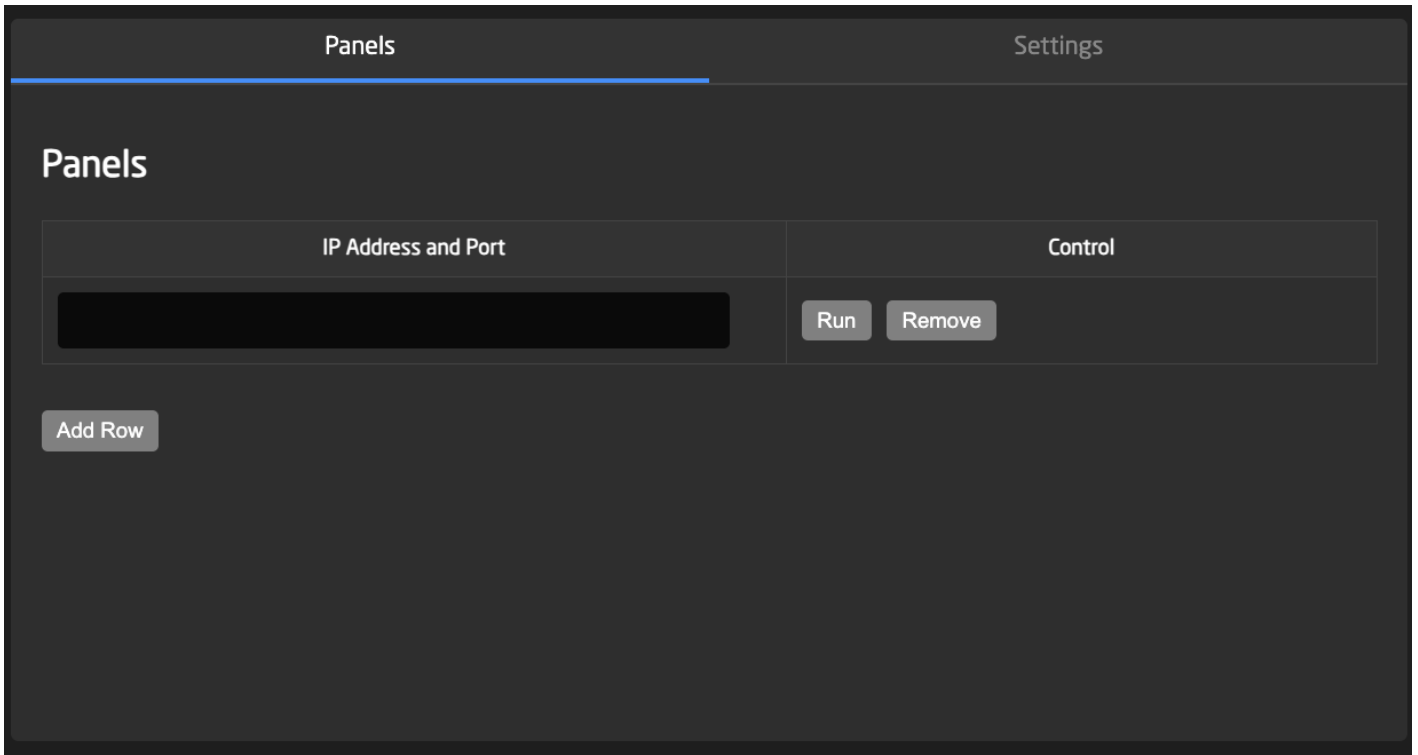 Panels
Settings
Panels
IP Address and Port
Control
Run
Remove
Add Row